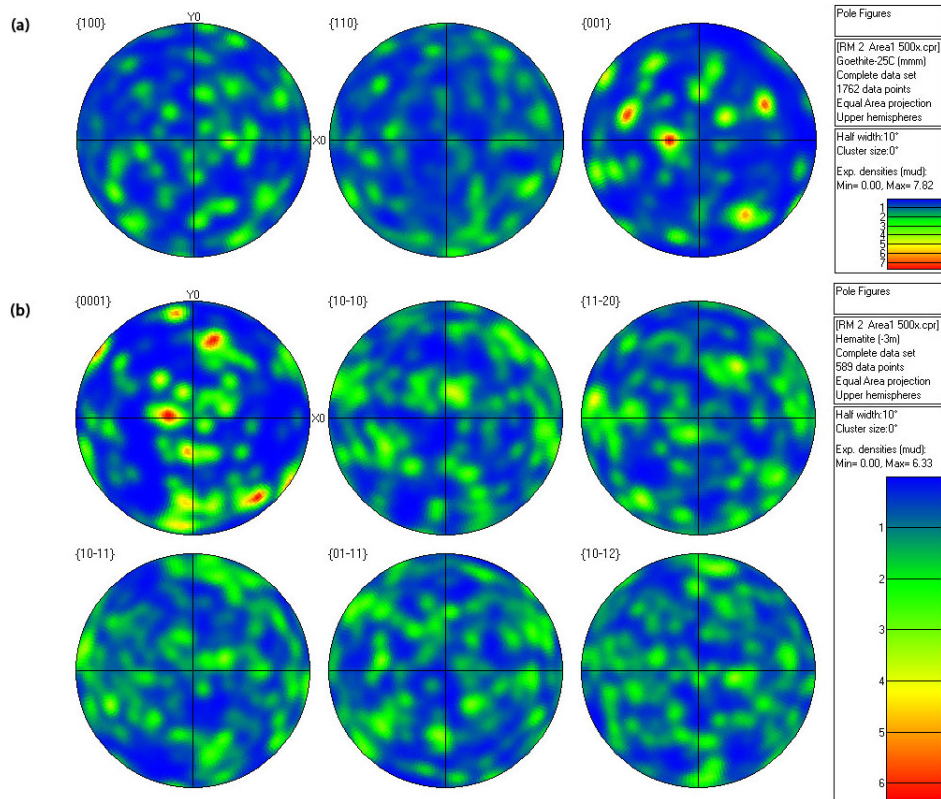 (a)
{100}
Y0
{110}
{001}
X0
Pole Figures
[RM 2 Area1 500x.cpr]
Goethite-25C (mmm)
Complete data set
1762 data points
Equal Area projection
Upper hemispheres
Half width:10°
Cluster size:0°
Exp. densities (mud):
Min= 0.00, Max= 7.82
1
2
3
4
5
6
7
(b)
{0001}
Y0
{10-10}
{11-20}
X0
{10-11}
{01-11}
{10-12}
Pole Figures
[RM 2 Area1 500x.cpr]
Hematite (-3m)
Complete data set
589 data points
Equal Area projection
Upper hemispheres
Half width:10°
Cluster size:0°
Exp. densities (mud):
Min= 0.00, Max= 6.33
1
2
3
4
5
6